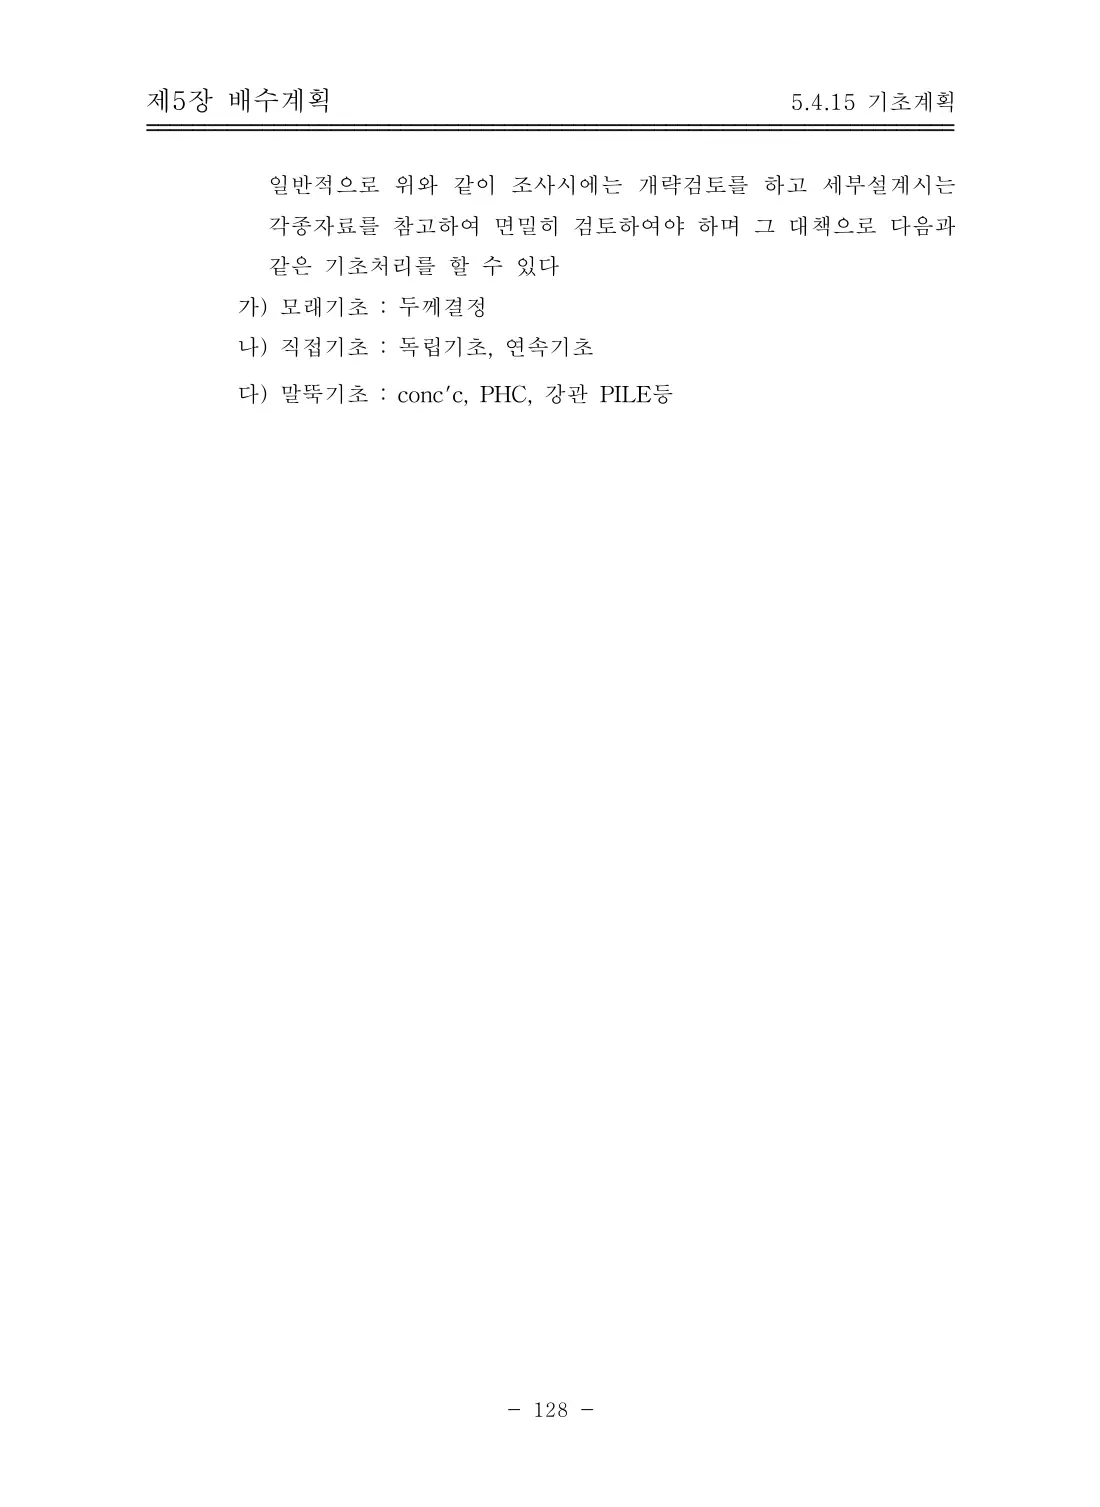 제5장 배수계획
5.4.15 기초계획
일반적으로 위와 같이 조사시에는 개략검토를 하고 세부설계시는
각종자료를 참고하여 면밀히 검토하여야 하며 그 대책으로 다음과
같은 기초처리를 할 수 있다
가) 모래기초 : 두께결정
나) 직접기초 : 독립기초, 연속기초
다) 말뚝기초 : conc′c, PHC, 강관 PILE등
- 128 -